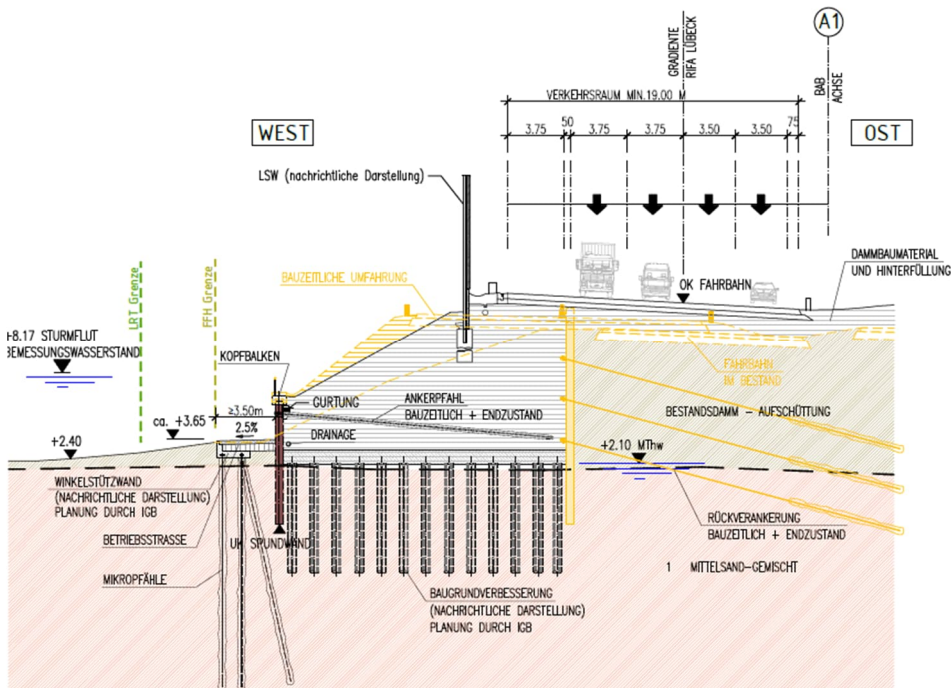 A1
GRADIENTE
RIFA LÜBECK
BAB
ACHSE
VERKEHRSRAUM MIN.19.00 M
3.75
50
3.75
3.75
3.50
3.50
75
WEST
OST
LSW (nachrichtliche Darstellung)
DAMMBAUMATERIAL
UND HINTERFÜLLUNG
LRT Grenze
FFH Grenze
BAUZEITLICHE UMFAHRUNG
OK FAHRBAHN
+8.17 STURMFLUT
BEMESSUNGSWASSERSTAND
KOPFBALKEN
FAHRBAHN
IM BESTAND
GURTUNG
ANKERPFAHL
BAUZEITLICH + ENDZUSTAND
BESTANDSDAMM - AUFSCHÜTTUNG
≥3.50m
2.5%
ca. +3.65
DRAINAGE
+2.40
+2.10 MThw
WINKELSTÜTZWAND
(NACHRICHTLICHE DARSTELLUNG)
PLANUNG DURCH IGB
BETRIEBSSTRASSE
UK SPUNDWAND
RÜCKVERANKERUNG
BAUZEITLICH + ENDZUSTAND
1 MITTELSAND-GEMISCHT
MIKROPFÄHLE
BAUGRUNDVERBESSERUNG
(NACHRICHTLICHE DARSTELLUNG)
PLANUNG DURCH IGB